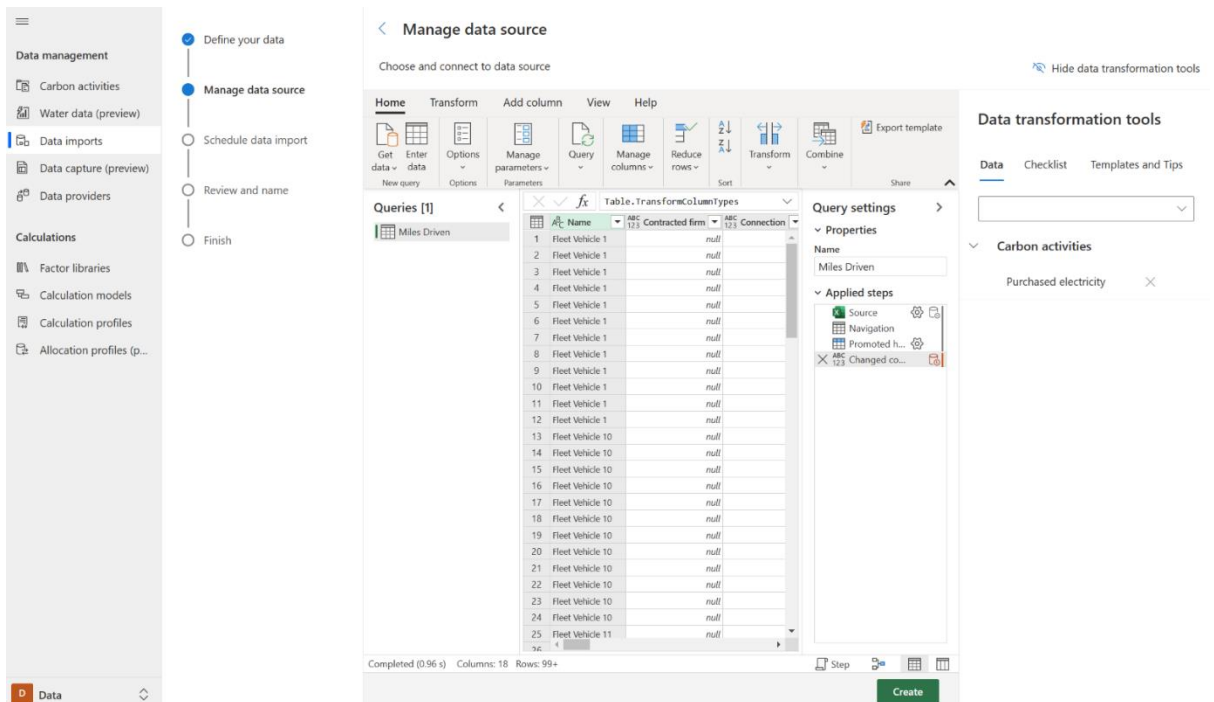 Data management
Carbon activities
Water data (preview)
Data imports
Data capture (preview)
Data providers
Calculations
Factor libraries
Calculation models
Calculation profiles
Allocation profiles (p...
D Data
Define your data
Manage data source
Schedule data import
Review and name
Finish
Manage data source
Choose and connect to data source
Hide data transformation tools
Home Transform Add column View Help
Get data Enter data Options Manage parameters Query Manage columns Reduce rows Transform Combine Export template
New query Options Parameters Sort Share
Queries [1]
Miles Driven
fx Table.TransformColumnTypes
ABC Name ABC 123 Contracted firm ABC 123 Connection
1 Fleet Vehicle 1 null
2 Fleet Vehicle 1 null
3 Fleet Vehicle 1 null
4 Fleet Vehicle 1 null
5 Fleet Vehicle 1 null
6 Fleet Vehicle 1 null
7 Fleet Vehicle 1 null
8 Fleet Vehicle 1 null
9 Fleet Vehicle 1 null
10 Fleet Vehicle 1 null
11 Fleet Vehicle 1 null
12 Fleet Vehicle 1 null
13 Fleet Vehicle 10 null
14 Fleet Vehicle 10 null
15 Fleet Vehicle 10 null
16 Fleet Vehicle 10 null
17 Fleet Vehicle 10 null
18 Fleet Vehicle 10 null
19 Fleet Vehicle 10 null
20 Fleet Vehicle 10 null
21 Fleet Vehicle 10 null
22 Fleet Vehicle 10 null
23 Fleet Vehicle 10 null
24 Fleet Vehicle 10 null
25 Fleet Vehicle 11 null
26
Query settings
Properties
Name
Miles Driven
Applied steps
Source
Navigation
Promoted h...
ABC 123 Changed co...
Completed (0.96 s) Columns: 18 Rows: 99+
Step
Create
Data transformation tools
Data Checklist Templates and Tips
Carbon activities
Purchased electricity